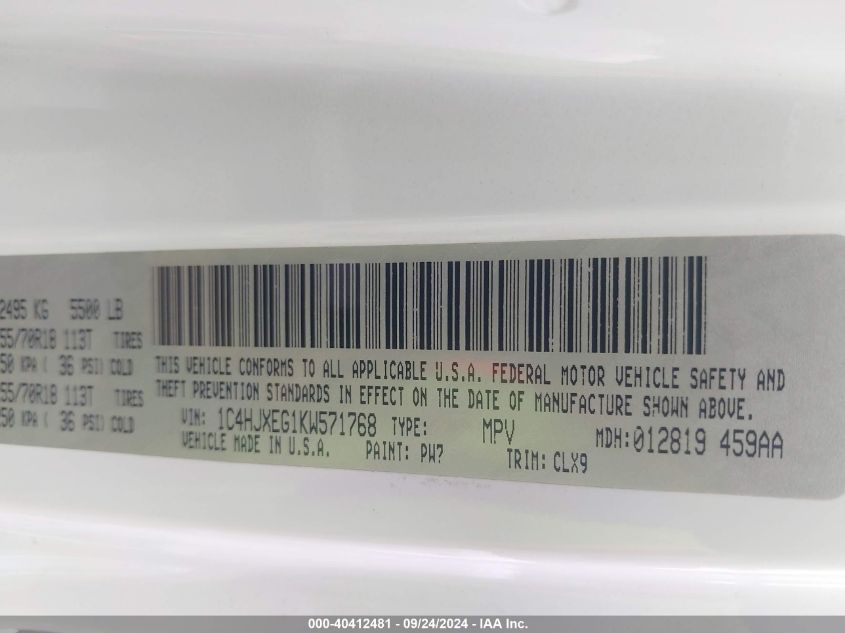 2495 KG 5500 LB
55/70R18 113T TIRES
50 KPA ( 36 PSI) COLD
55/70R18 113T TIRES
50 KPA ( 36 PSI) COLD
THIS VEHICLE CONFORMS TO ALL APPLICABLE U.S.A. FEDERAL MOTOR VEHICLE SAFETY AND
THEFT PREVENTION STANDARDS IN EFFECT ON THE DATE OF MANUFACTURE SHOWN ABOVE.
VIN: 1C4HJXEG1KW571768 TYPE: MPV MDH: 012819 459AA
VEHICLE MADE IN U.S.A. PAINT: PW7 TRIM: CLX9
000-40412481 - 09/24/2024 - IAA Inc.